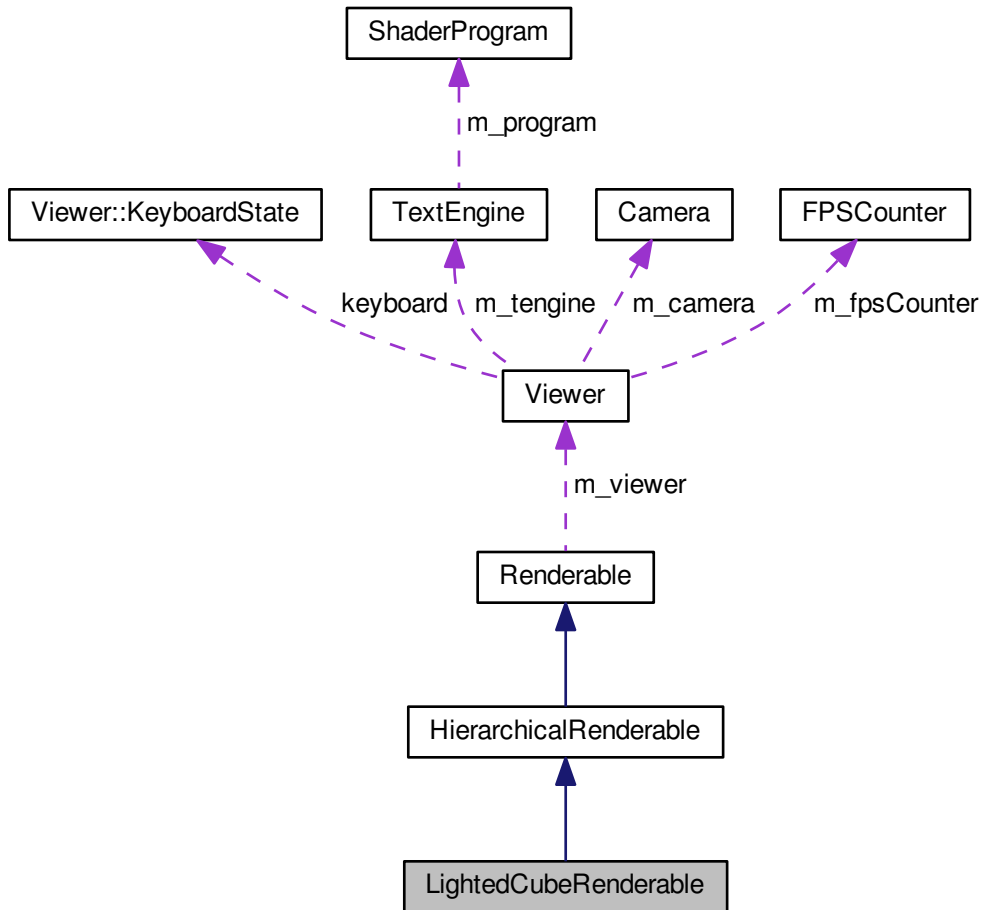 ShaderProgram
m_program
Viewer::KeyboardState
TextEngine
Camera
FPSCounter
keyboard
m_tengine
m_camera
m_fpsCounter
Viewer
m_viewer
Renderable
HierarchicalRenderable
LightedCubeRenderable